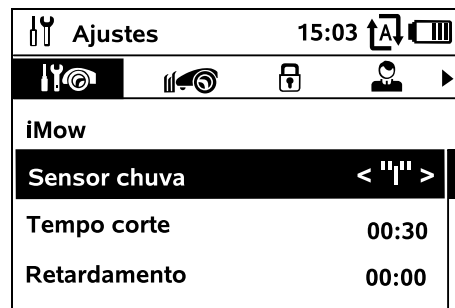 Ajustes 15:03 A
iMow
Sensor chuva < "I" >
Tempo corte 00:30
Retardamento 00:00